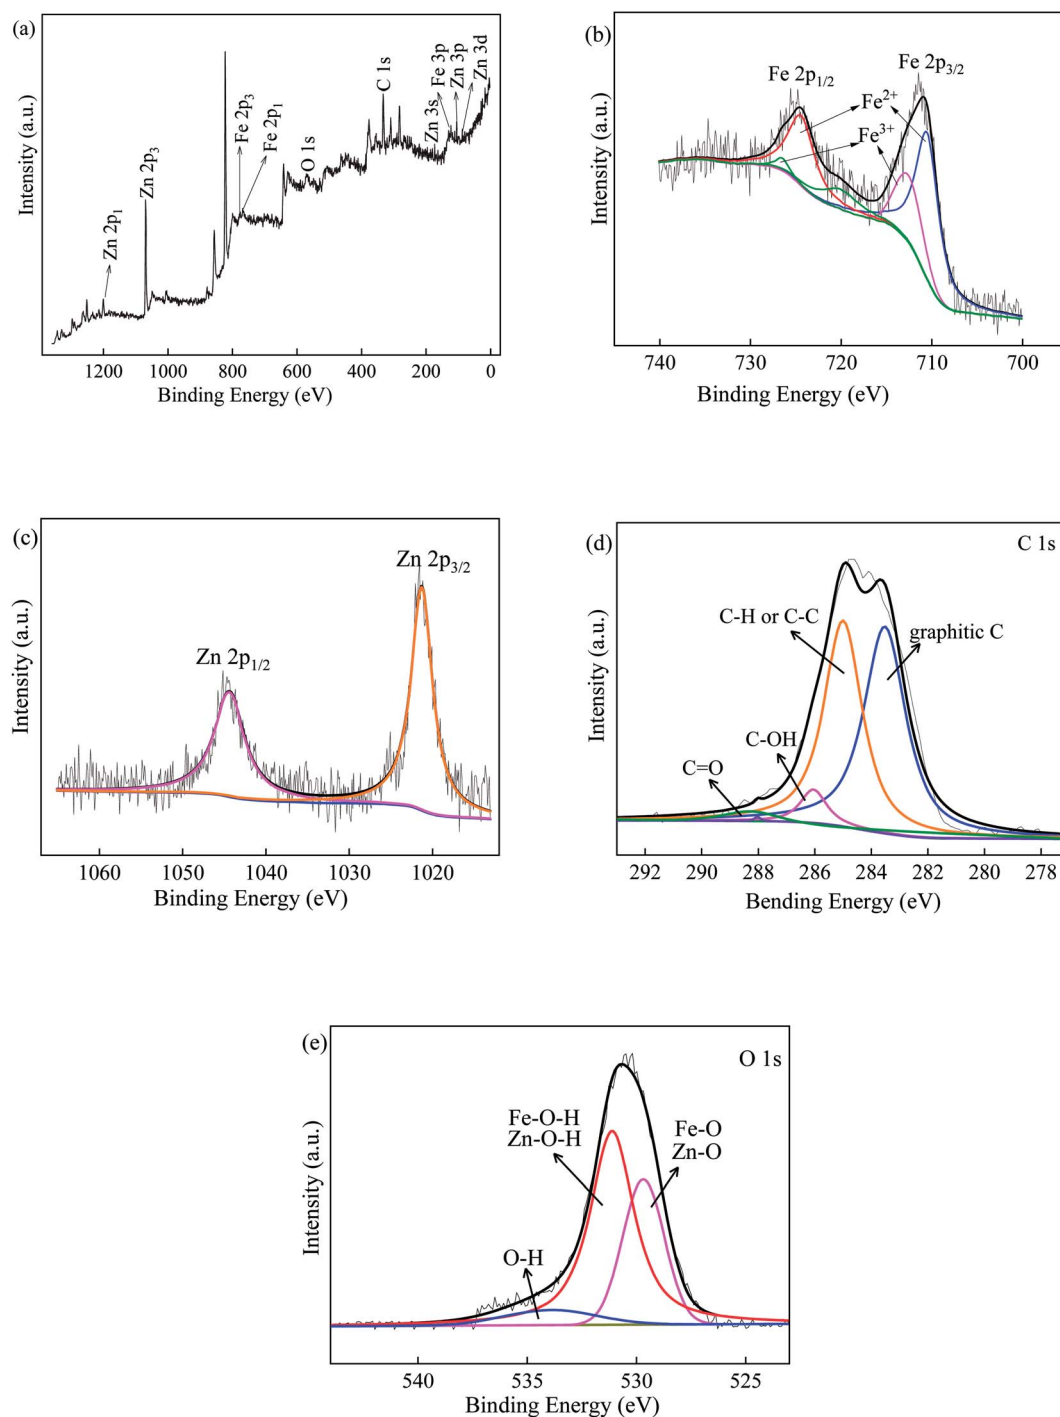 (a)
Intensity (a.u.)
Zn 2p₁
Zn 2p₃
Fe 2p₃
Fe 2p₁
O 1s
C 1s
Zn 3s
Fe 3p
Zn 3p
Zn 3d
1200 1000 800 600 400 200 0
Binding Energy (eV)
(b)
Intensity (a.u.)
Fe 2p₁/₂
Fe 2p₃/₂
Fe²⁺
Fe³⁺
740 730 720 710 700
Binding Energy (eV)
(c)
Intensity (a.u.)
Zn 2p₁/₂
Zn 2p₃/₂
1060 1050 1040 1030 1020
Binding Energy (eV)
(d)
C 1s
Intensity (a.u.)
C-H or C-C
graphitic C
C-OH
C=O
292 290 288 286 284 282 280 278
Bending Energy (eV)
(e)
O 1s
Intensity (a.u.)
Fe-O-H
Zn-O-H
Fe-O
Zn-O
O-H
540 535 530 525
Binding Energy (eV)